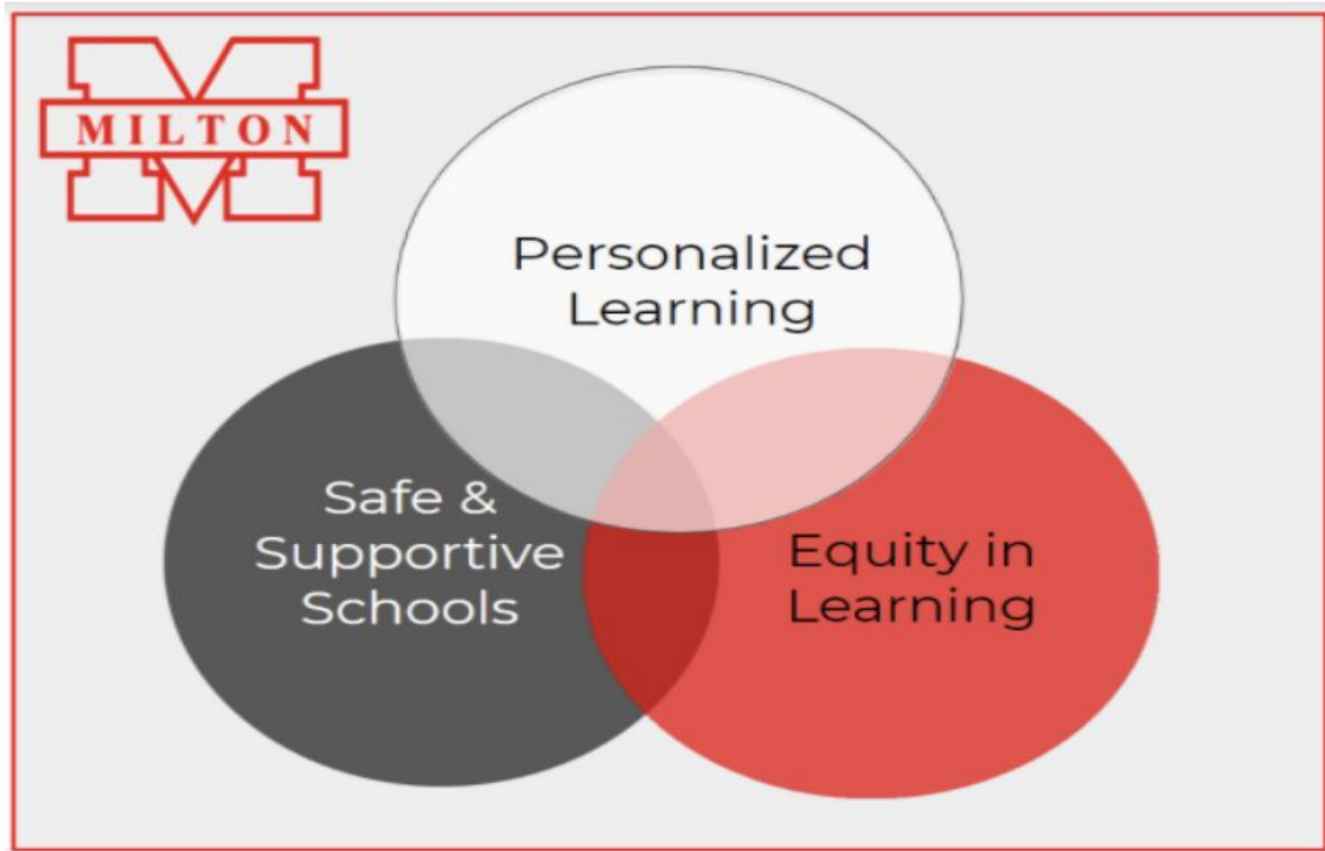 MILTON
Personalized
Learning
Safe &
Supportive
Schools
Equity in
Learning